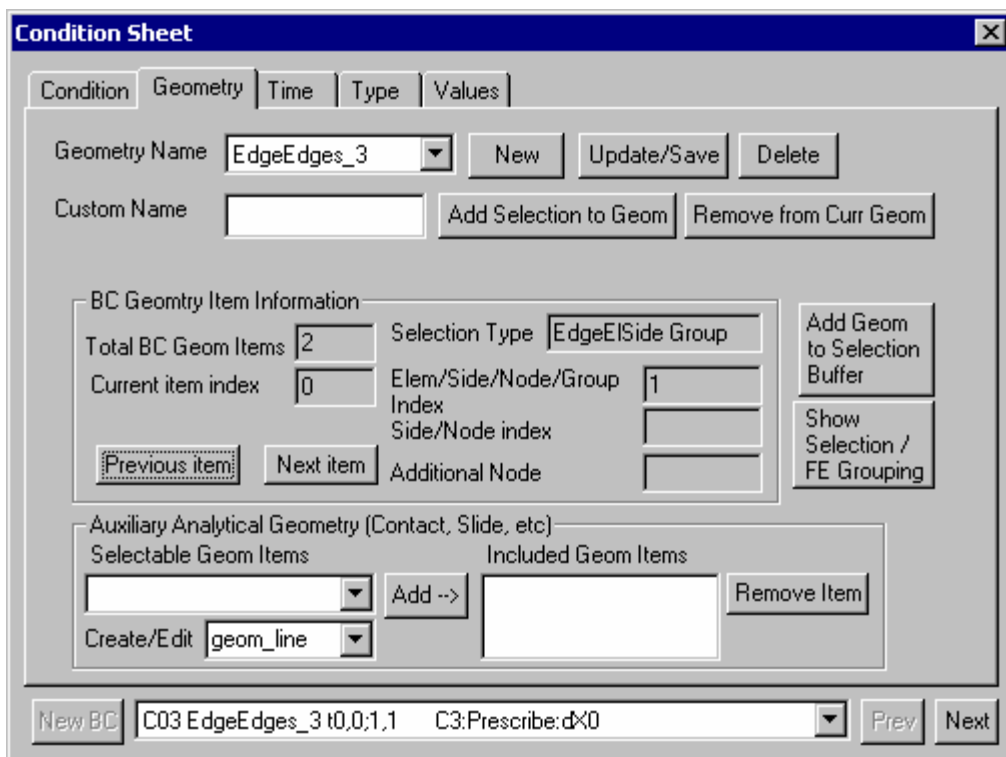 Condition Sheet
Condition Geometry Time Type Values
Geometry Name EdgeEdges_3 New Update/Save Delete
Custom Name Add Selection to Geom Remove from Curr Geom
BC Geomtry Item Information
Total BC Geom Items 2
Current item index 0
Previous item Next item
Selection Type EdgeElSide Group
Elem/Side/Node/Group 1
Index
Side/Node index
Additional Node
Add Geom
to Selection
Buffer
Show
Selection /
FE Grouping
Auxiliary Analytical Geometry (Contact, Slide, etc)
Selectable Geom Items Included Geom Items
Add --> Remove Item
Create/Edit geom_line
New BC C03 EdgeEdges_3 t0,0;1,1 C3:Prescribe:dX0 Prev Next